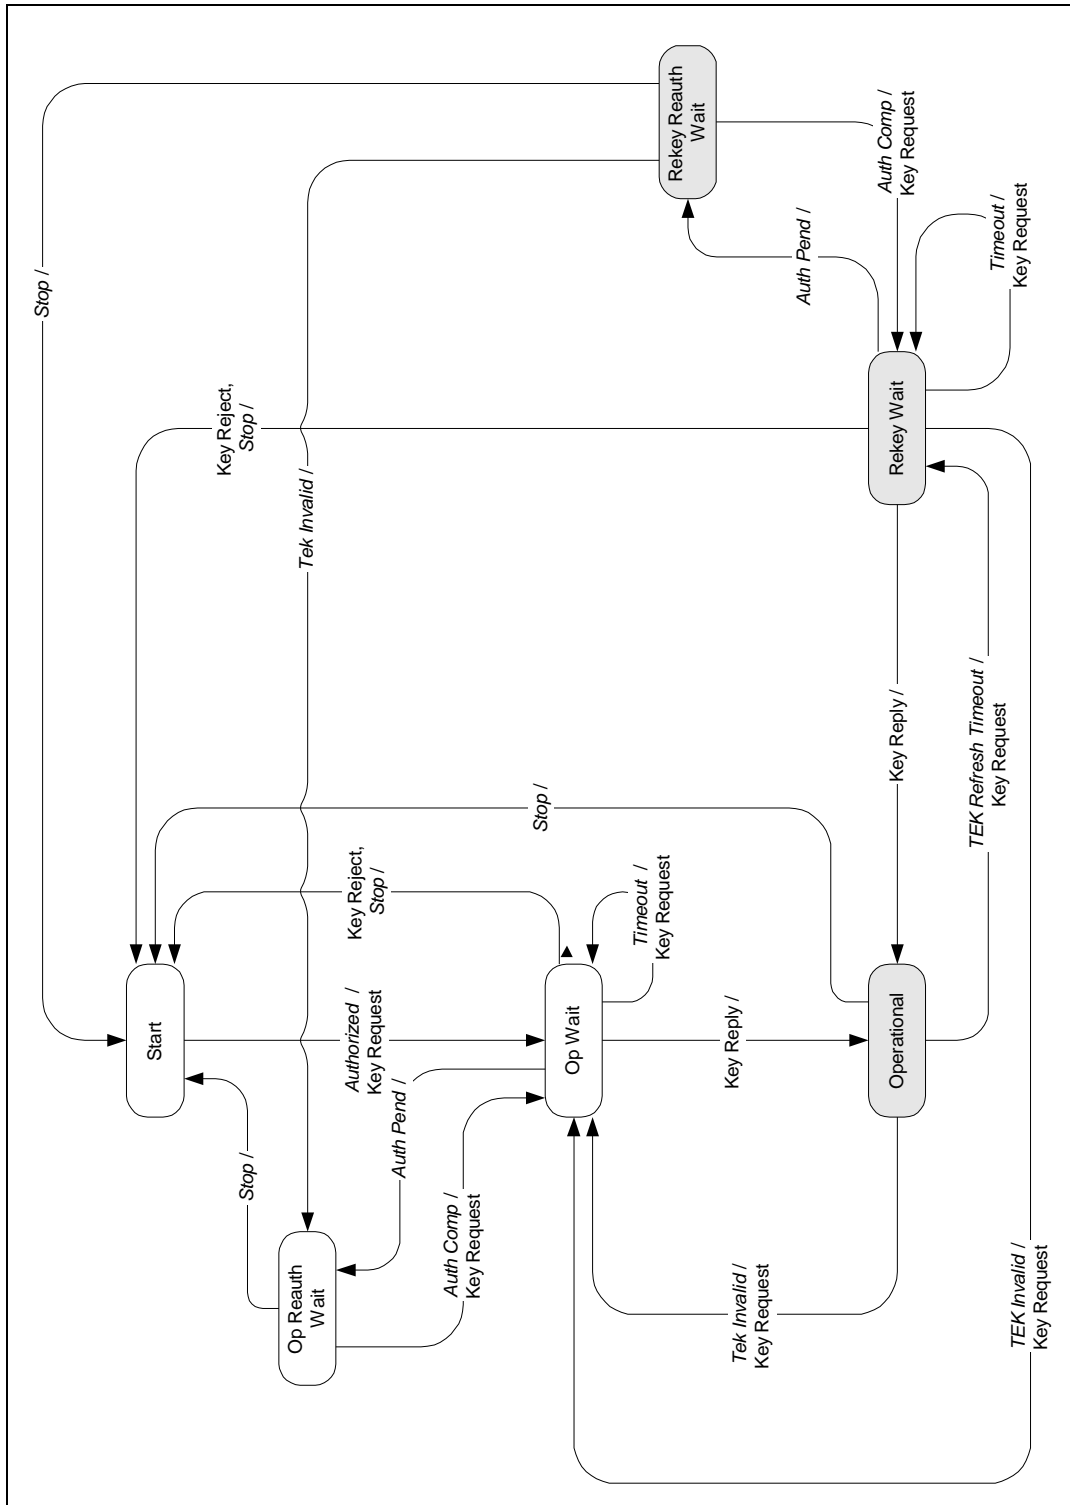 Stop /
Start
Stop /
Key Reject,
Stop /
Op Reauth
Wait
Tek Invalid /
Authorized /
Key Request
Key Reject,
Stop /
Auth Pend /
Auth Comp /
Key Request
Stop /
Op Wait
Timeout /
Key Request
Rekey Reauth
Wait
Key Reply /
Tek Invalid /
Key Request
Auth Pend /
Auth Comp /
Key Request
Operational
Key Reply /
Rekey Wait
TEK Refresh Timeout /
Key Request
Timeout /
Key Request
TEK Invalid /
Key Request